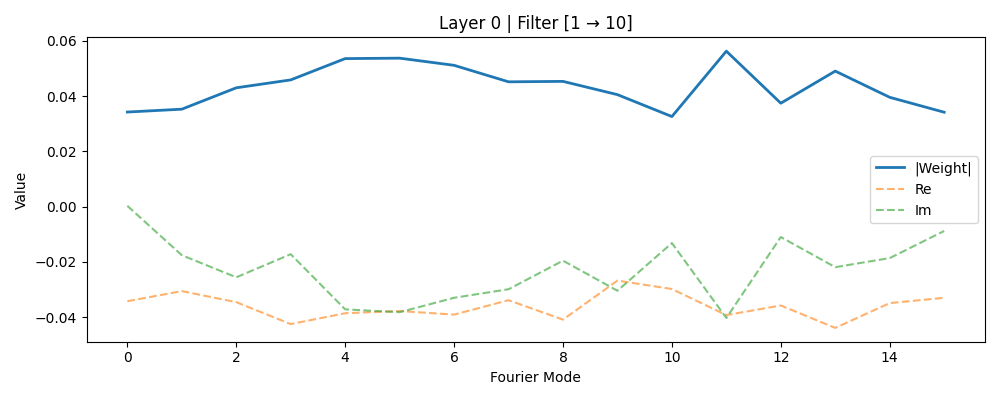 Layer 0 | Filter [1 → 10]
0.06
0.04
0.02
0.00
−0.02
−0.04
Value
|Weight|
Re
Im
0 2 4 6 8 10 12 14
Fourier Mode